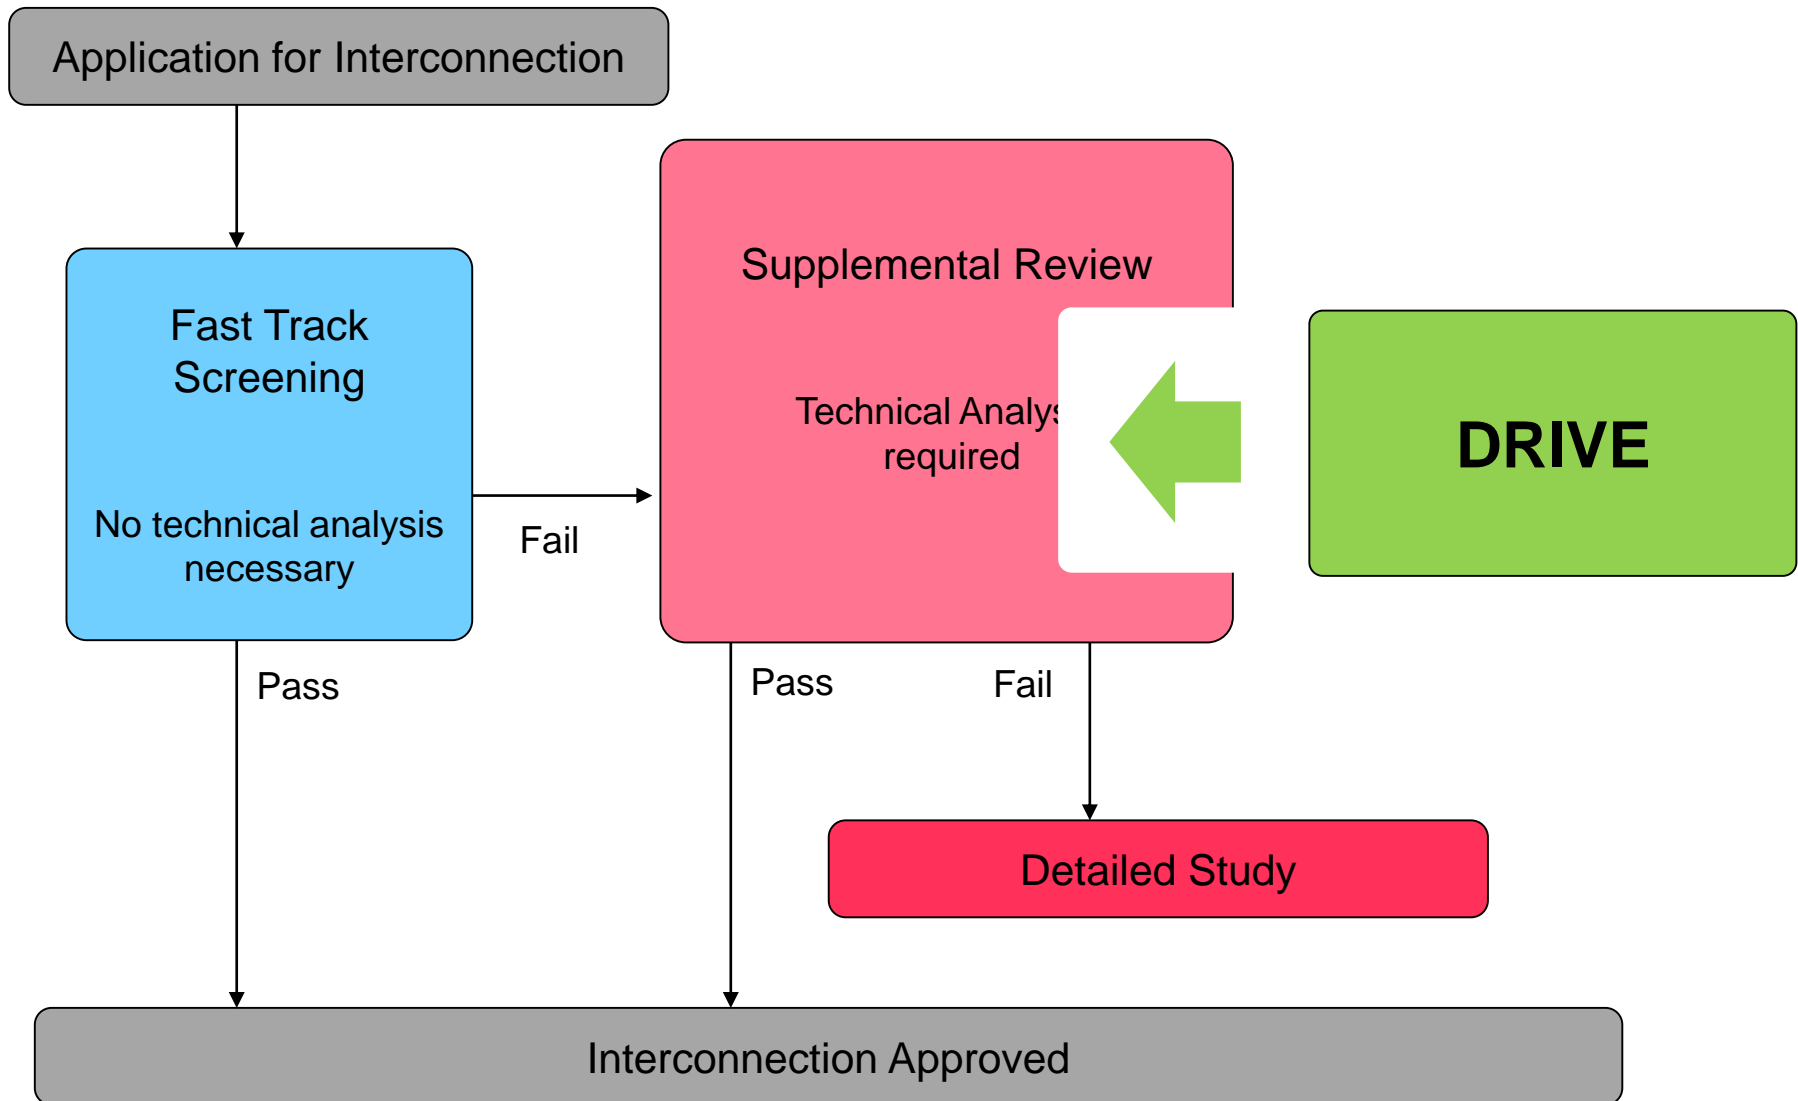 Application for Interconnection
Fast Track
Screening
No technical analysis
necessary
Fail
Pass
Supplemental Review
Technical Analys
required
DRIVE
Pass
Fail
Detailed Study
Interconnection Approved